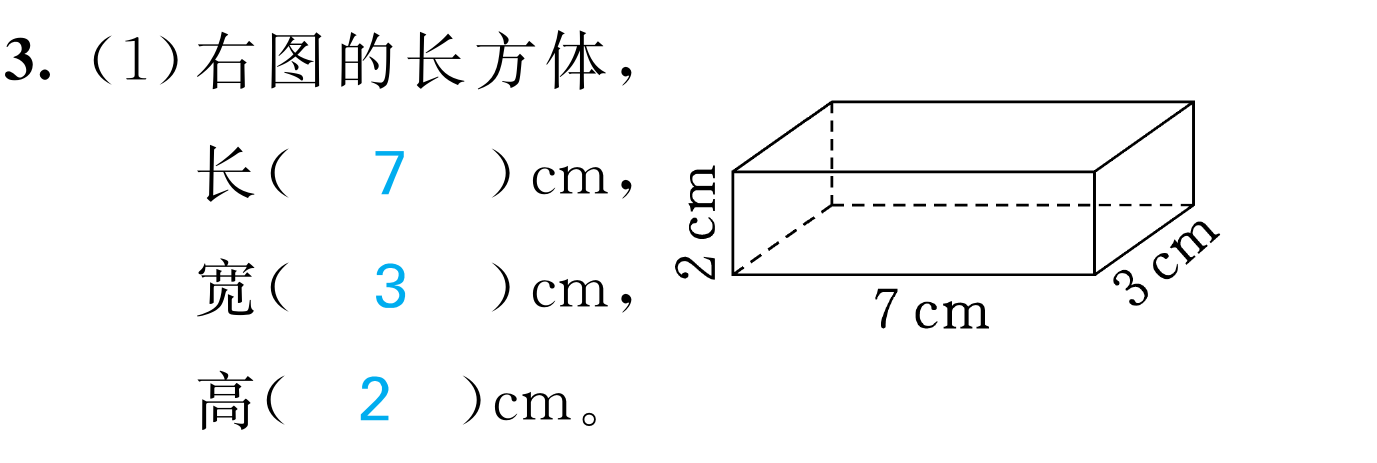 3. (1)右图的长方体，
长( 7 )cm，
宽( 3 )cm，
高( 2 )cm。
2 cm
7 cm
3 cm